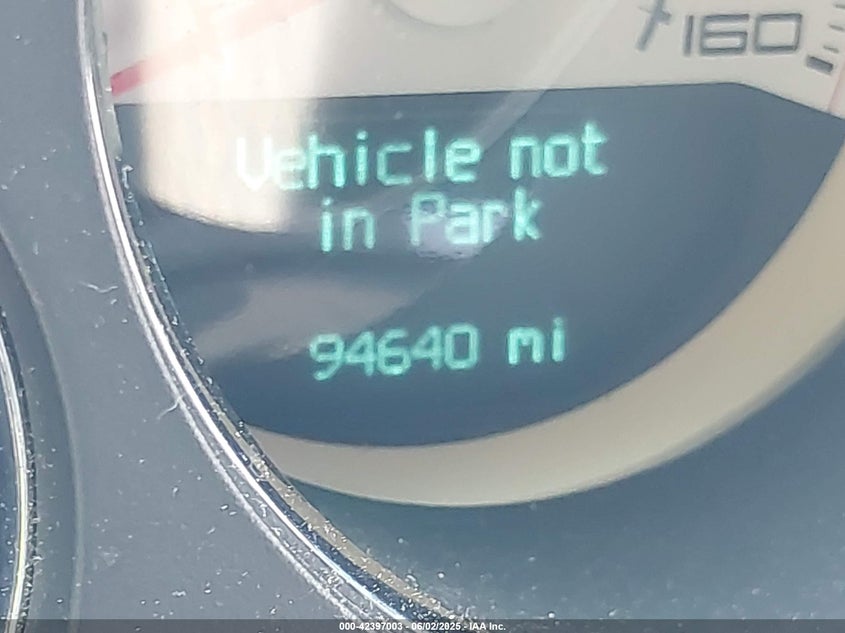 160
Vehicle not
in Park
94640 mi
000-42397003 - 06/02/2025 - IAA Inc.